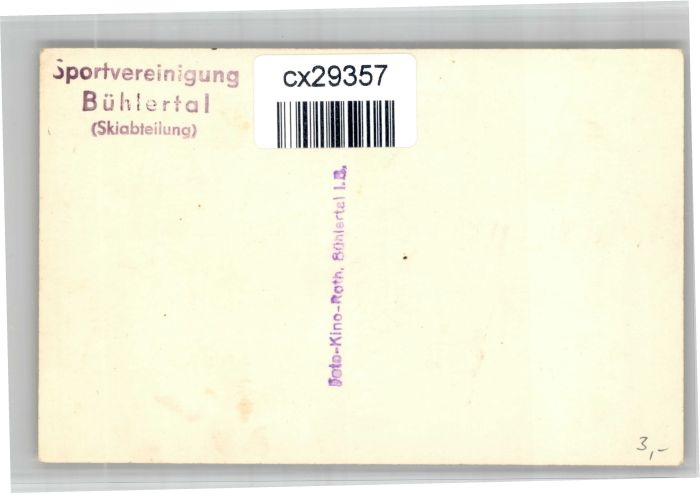 Sportvereinigung
Bühlertal
(Skiabteilung)
cx29357
Foto-Kino-Roth, Bühlertal i.B.
3,-